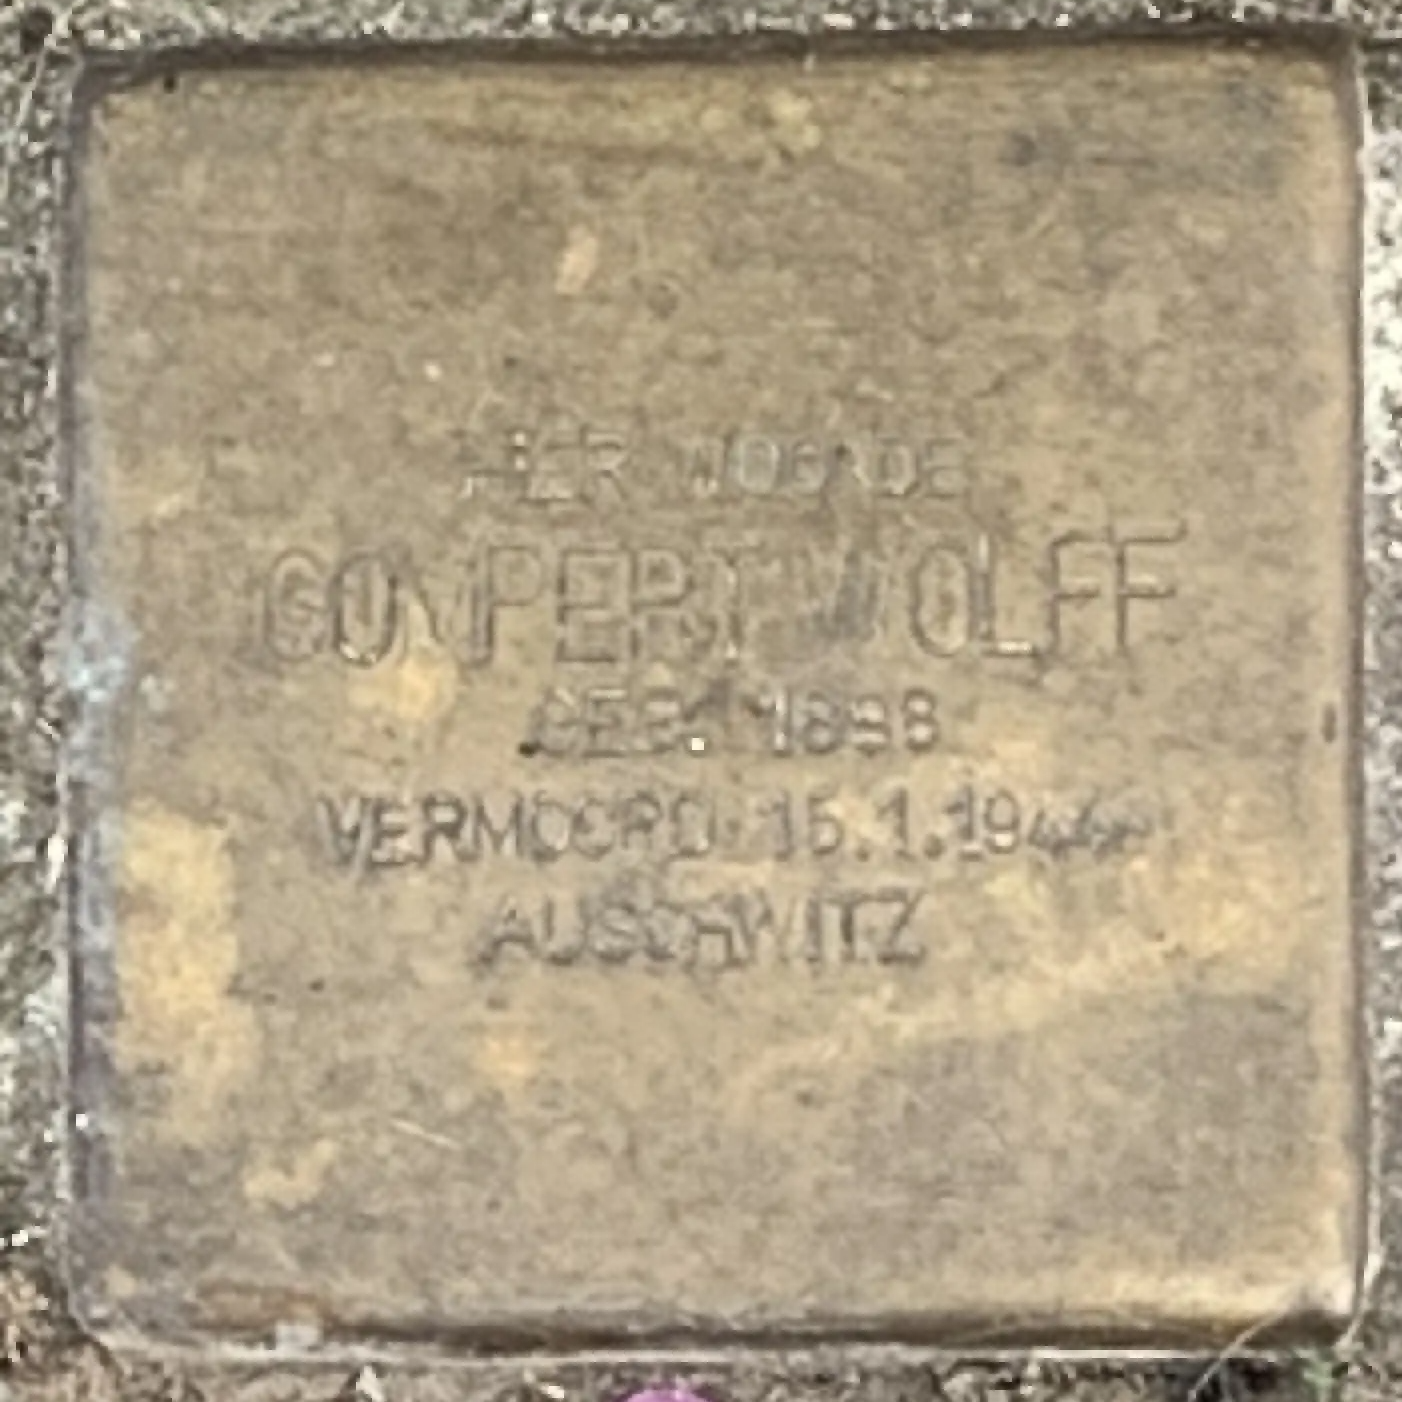 HIER WOONDE
GOMPERT WOLFF
GEB. 1898
VERMOORD 15.1.1944
AUSCHWITZ